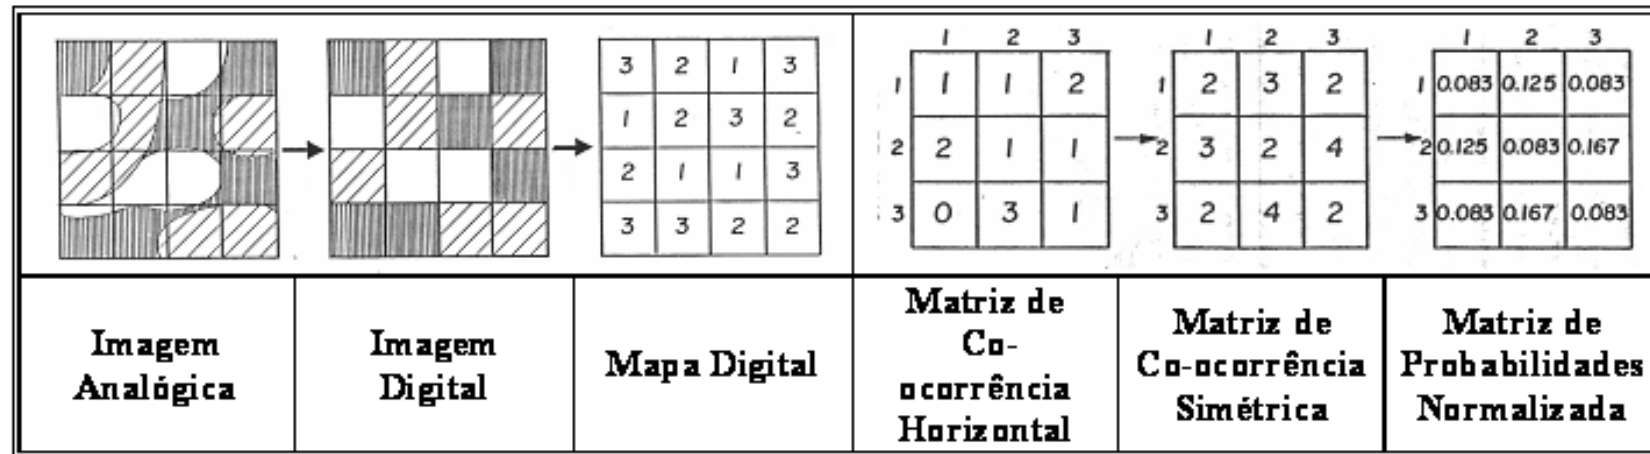 3 2 1 3
1 2 3 2
2 1 1 3
3 3 2 2
1 2 3
1 1 1 2
2 2 1 1
3 0 3 1
1 2 3
1 2 3 2
2 3 2 4
3 2 4 2
1 2 3
1 0.083 0.125 0.083
2 0.125 0.083 0.167
3 0.083 0.167 0.083
Imagem
Analógica
Imagem
Digital
Mapa Digital
Matriz de
Co-
ocorrência
Horizontal
Matriz de
Co-ocorrência
Simétrica
Matriz de
Probabilidades
Normalizada